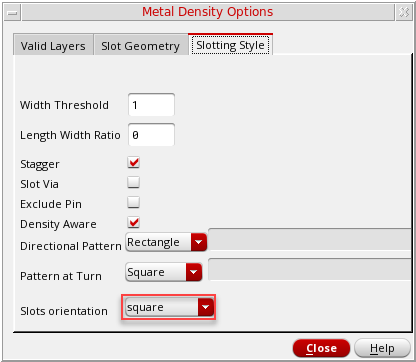 Metal Density Options
Valid Layers Slot Geometry Slotting Style
Width Threshold 1
Length Width Ratio 0
Stagger
Slot Via
Exclude Pin
Density Aware
Directional Pattern Rectangle
Pattern at Turn Square
Slots orientation square
Close Help